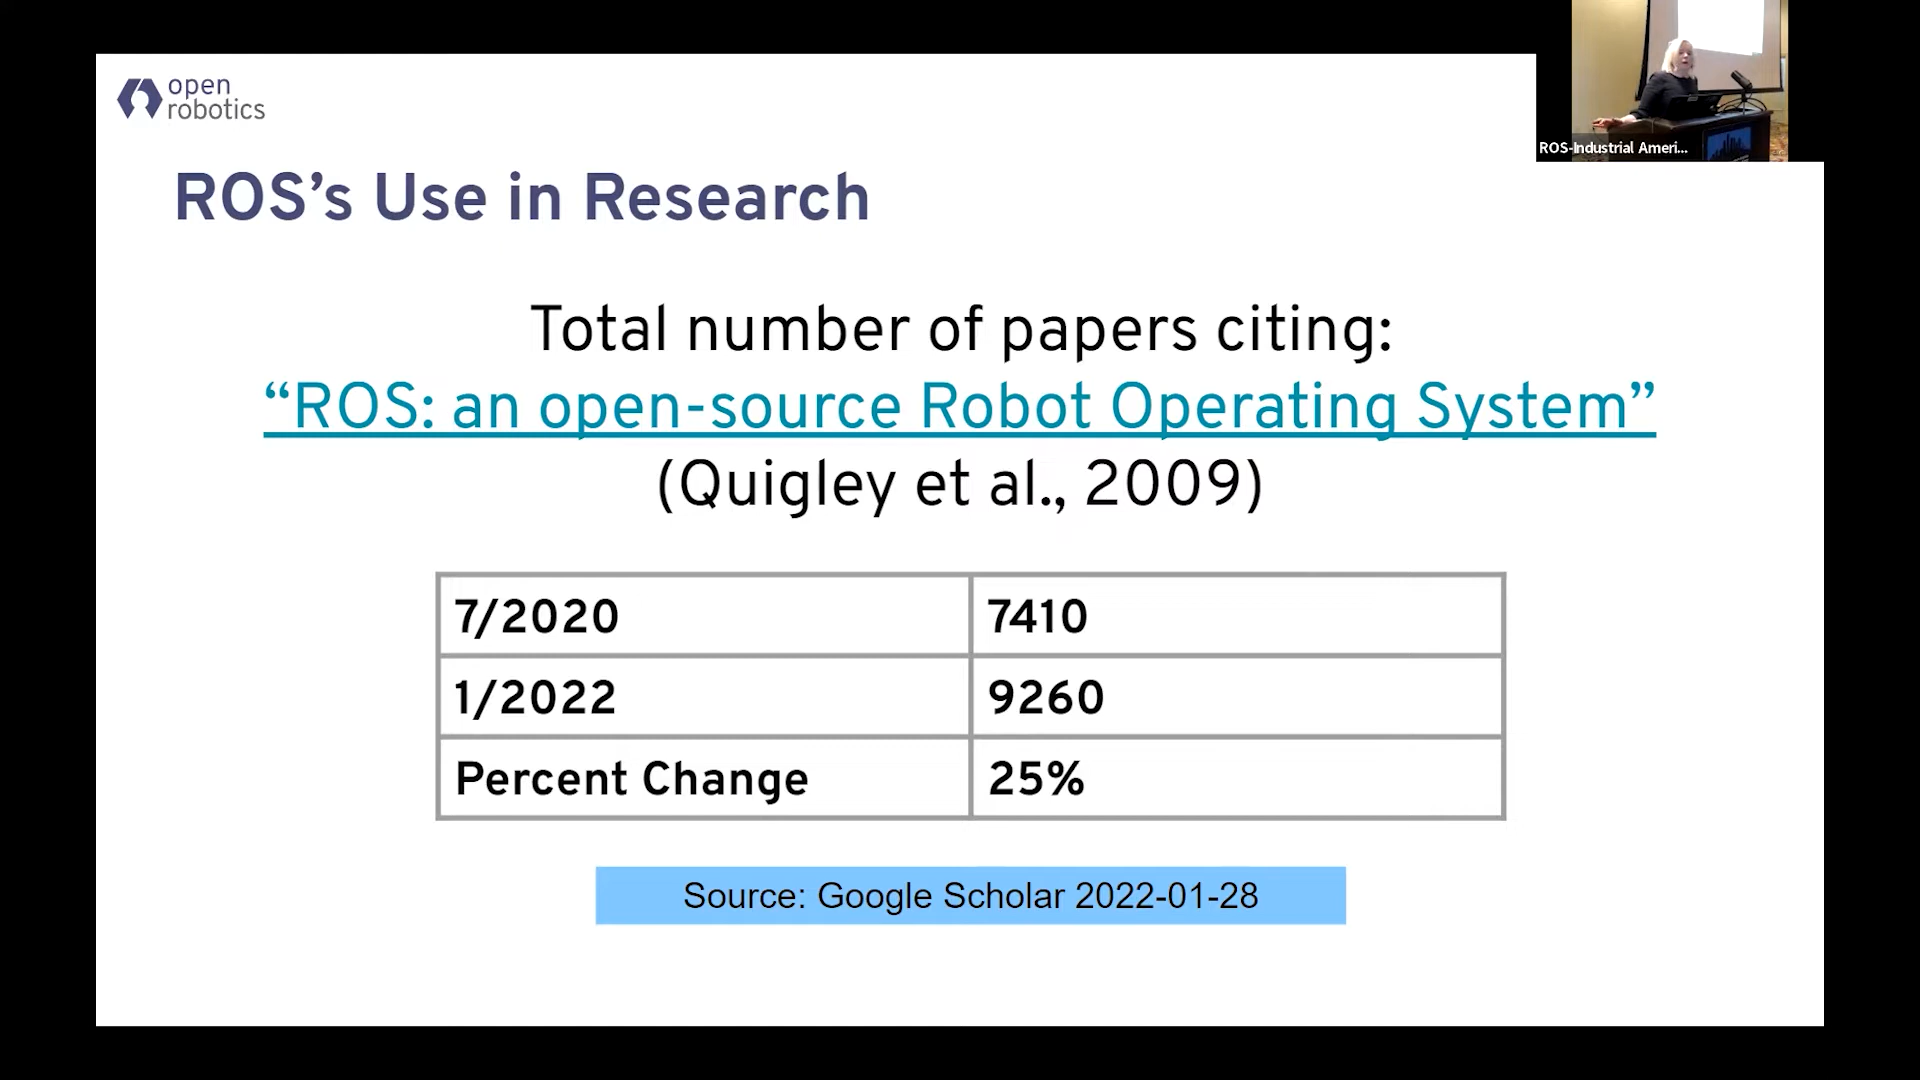 open
robotics
ROS-Industrial Ameri...
ROS’s Use in Research
Total number of papers citing:
“ROS: an open-source Robot Operating System”
(Quigley et al., 2009)
7/2020 7410
1/2022 9260
Percent Change 25%
Source: Google Scholar 2022-01-28